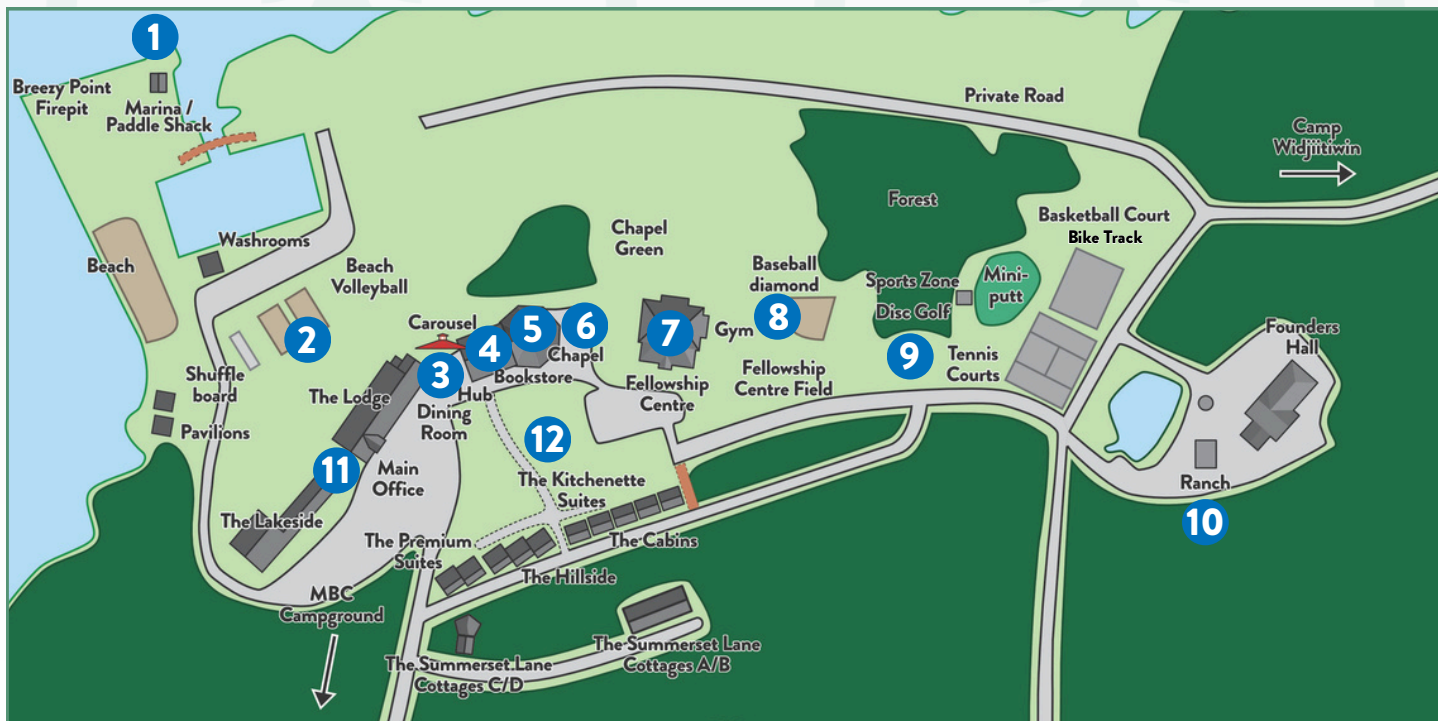 1
Breezy Point
Firepit
Marina /
Paddle Shack
Private Road
Camp
Widjiitiwin
Forest
Basketball Court
Bike Track
Chapel
Green
Washrooms
Beach
Beach
Volleyball
Baseball
diamond
Sports Zone
Disc Golf
Mini-
putt
2
Carousel
3
4
5
6
Chapel
Bookstore
Hub
Dining
Room
7
Gym
8
9
Fellowship
Centre
Fellowship
Centre Field
Tennis
Courts
Founders
Hall
Shuffle
board
The Lodge
Pavilions
11
Main
Office
12
The Kitchenette
Suites
Ranch
10
The Lakeside
The Premium
Suites
The Cabins
The Hillside
MBC
Campground
The Summerset Lane
Cottages C/D
The Summerset Lane
Cottages A/B